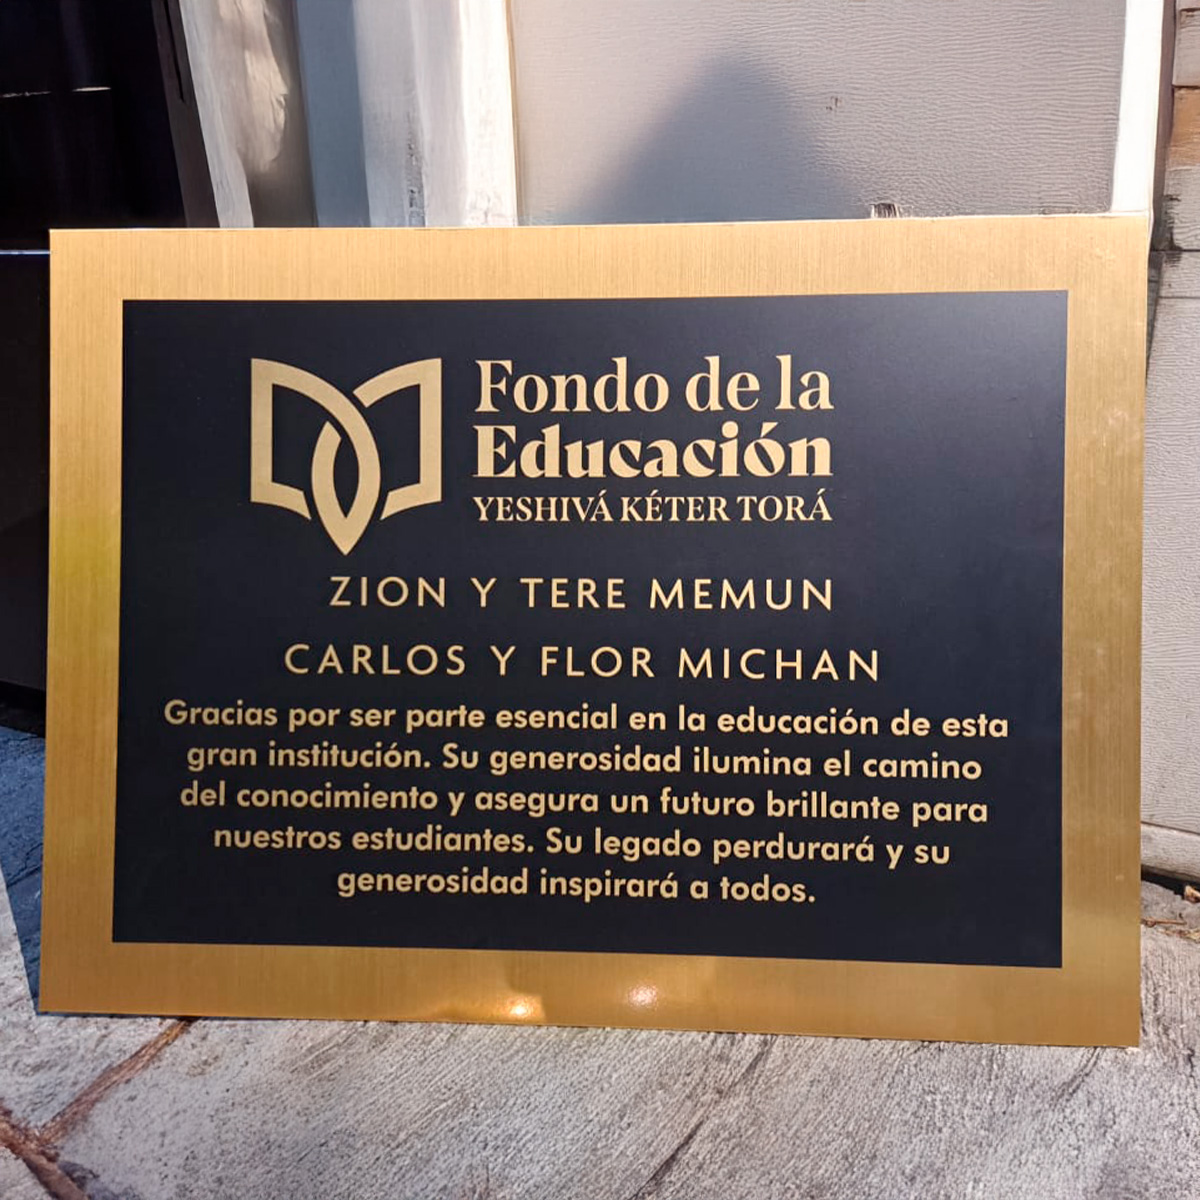 Fondo de la
Educación
YESHIVÁ KÉTER TORÁ
ZION Y TERE MEMUN
CARLOS Y FLOR MICHAN
Gracias por ser parte esencial en la educación de esta
gran institución. Su generosidad ilumina el camino
del conocimiento y asegura un futuro brillante para
nuestros estudiantes. Su legado perdurará y su
generosidad inspirará a todos.